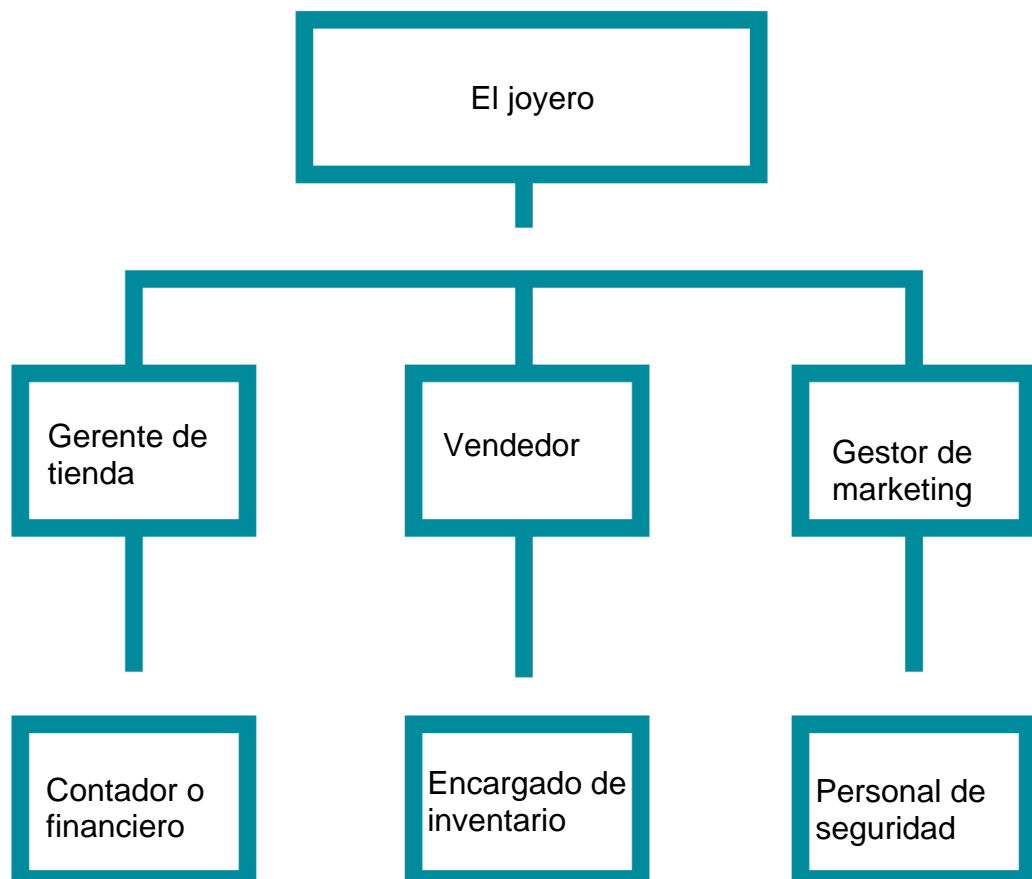 El joyero
Gerente de
tienda
Vendedor
Gestor de
marketing
Contador o
financiero
Encargado de
inventario
Personal de
seguridad